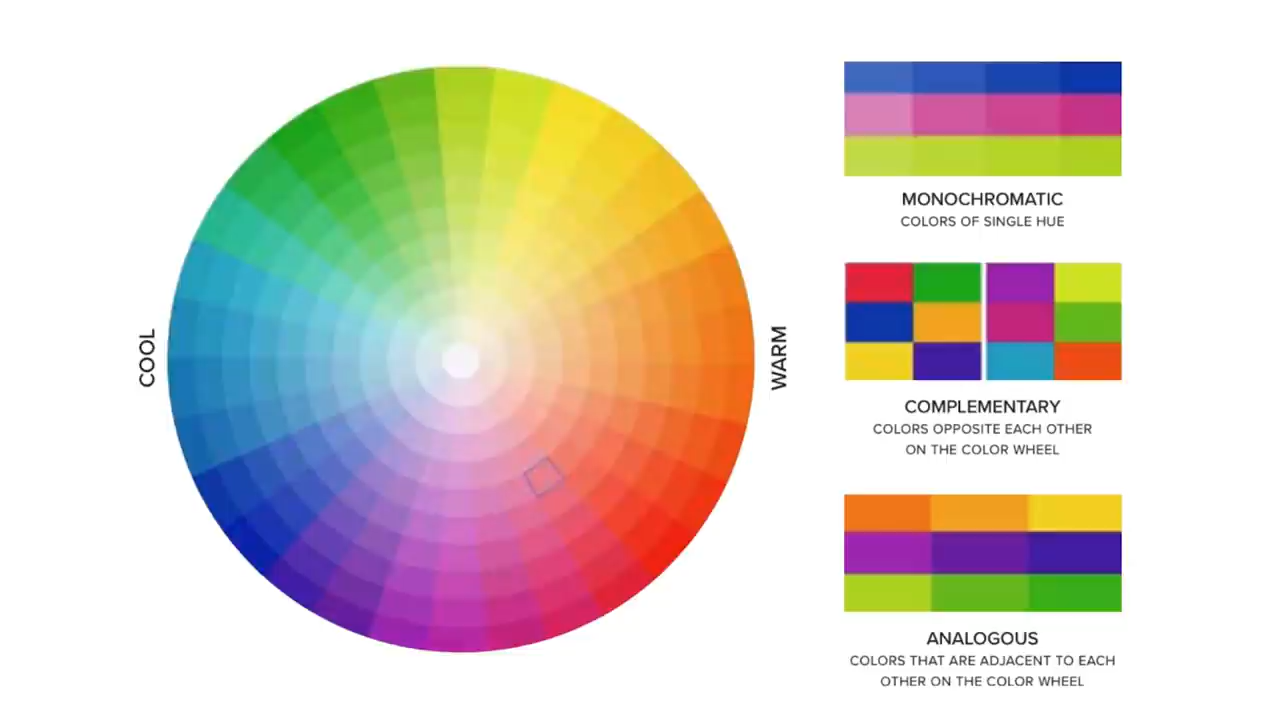 COOL
WARM
MONOCHROMATIC
COLORS OF SINGLE HUE
COMPLEMENTARY
COLORS OPPOSITE EACH OTHER
ON THE COLOR WHEEL
ANALOGOUS
COLORS THAT ARE ADJACENT TO EACH
OTHER ON THE COLOR WHEEL